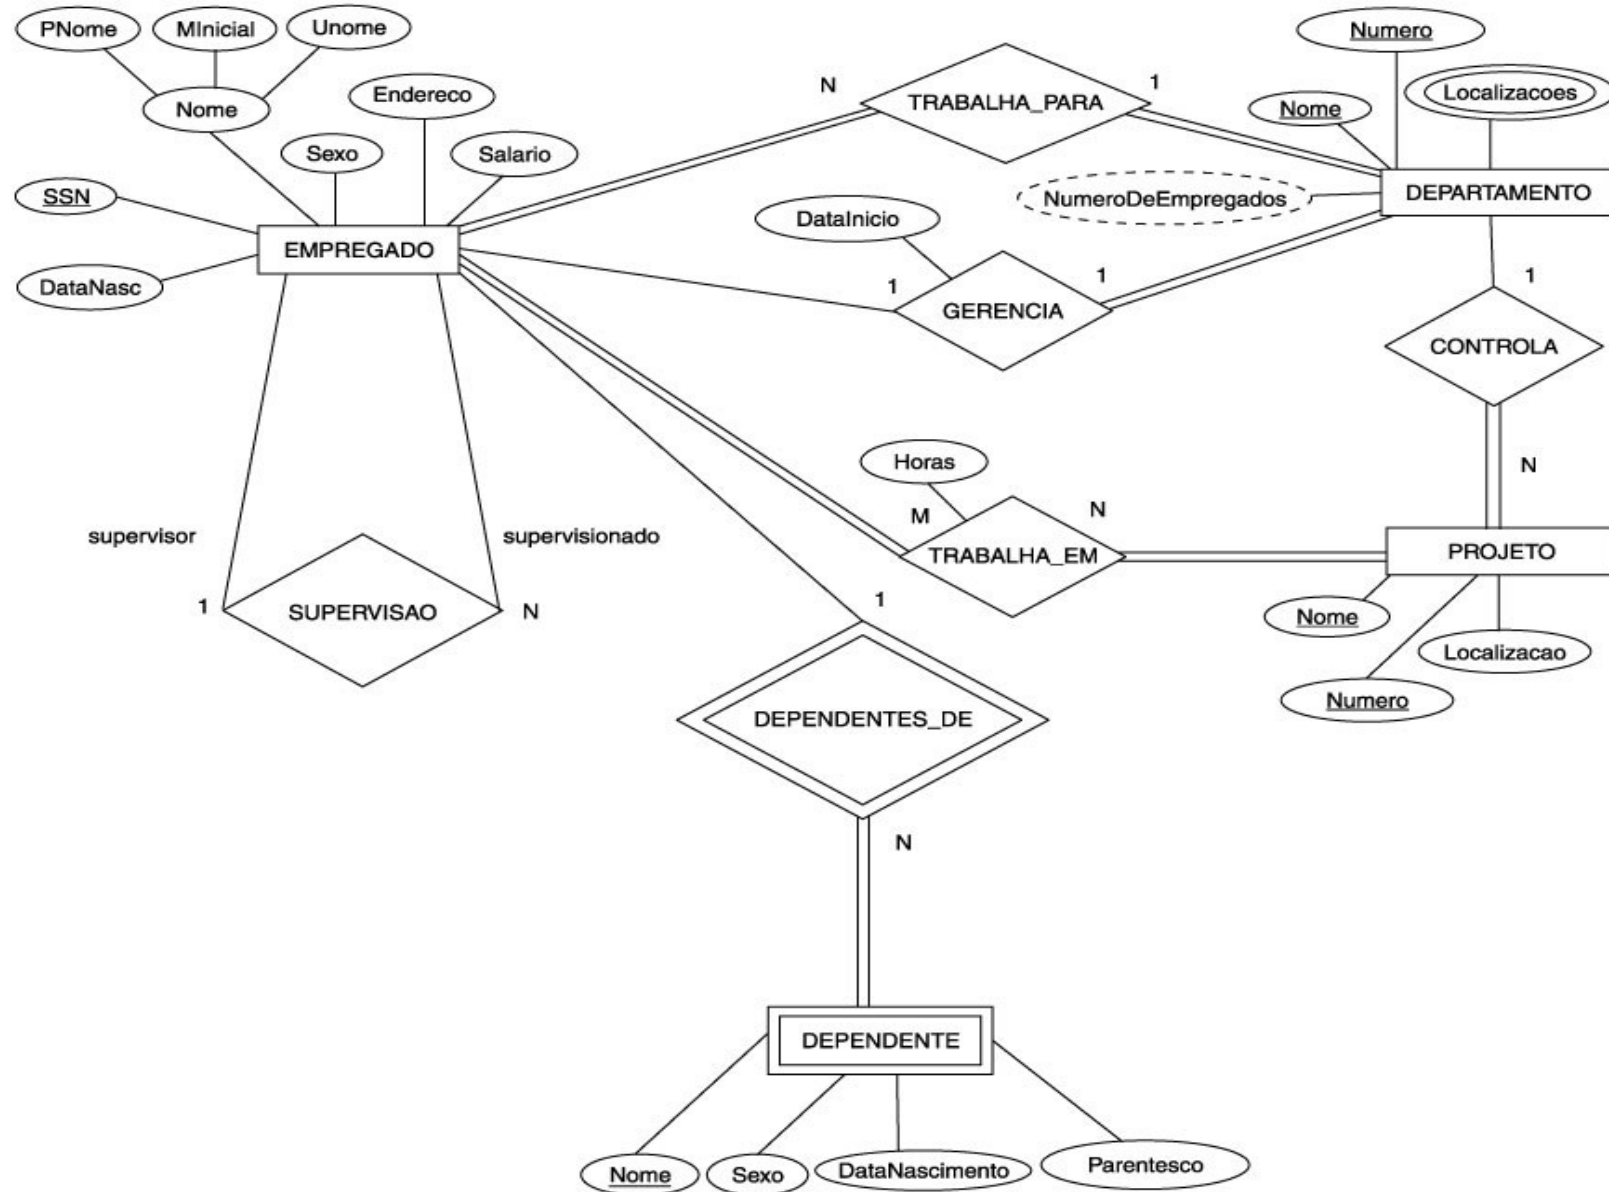 PNome
MInicial
Unome
Numero
Nome
Endereco
N
TRABALHA_PARA
1
Nome
Localizacoes
Sexo
Salario
SSN
NumeroDeEmpregados
DEPARTAMENTO
DataInicio
EMPREGADO
DataNasc
1
GERENCIA
1
1
CONTROLA
Horas
M
N
N
supervisor
supervisionado
TRABALHA_EM
PROJETO
1
SUPERVISAO
N
1
Nome
Localizacao
Numero
DEPENDENTES_DE
N
DEPENDENTE
Nome
Sexo
DataNascimento
Parentesco